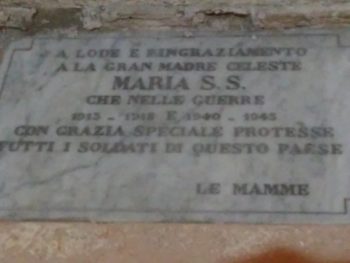 A LODE E RINGRAZIAMENTO
A LA GRAN MADRE CELESTE
MARIA S.S.
CHE NELLE GUERRE
1915 - 1918 E 1940 - 1945
CON GRAZIA SPECIALE PROTESSE
TUTTI I SOLDATI DI QUESTO PAESE
LE MAMME